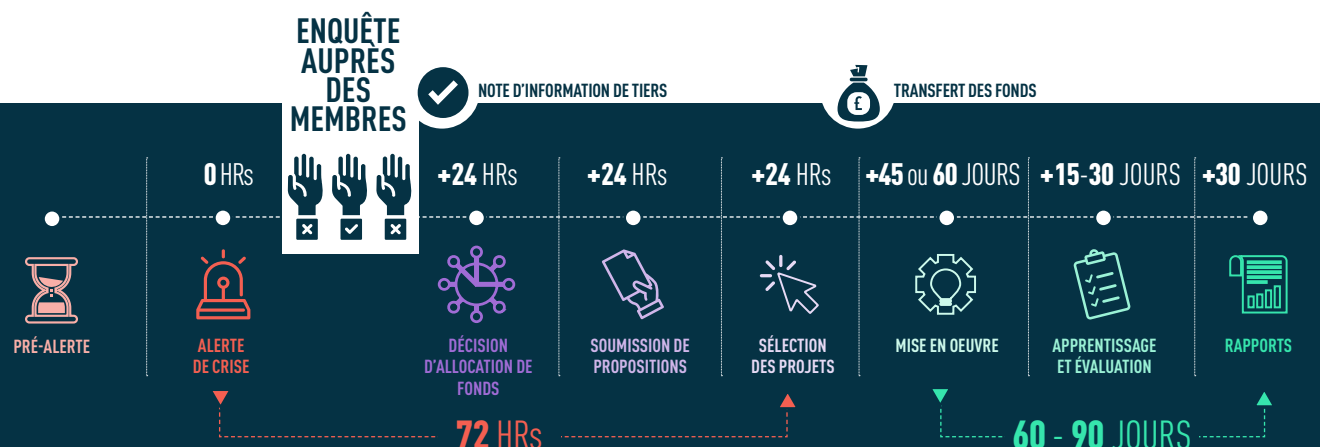 ENQUÊTE
AUPRÈS
DES
MEMBRES
NOTE D'INFORMATION DE TIERS
£
TRANSFERT DES FONDS
0 HRs
+24 HRs
+24 HRs
+24 HRs
+45 ou 60 JOURS
+15-30 JOURS
+30 JOURS
PRÉ-ALERTE
ALERTE
DE CRISE
DÉCISION
D'ALLOCATION DE
FONDS
SOUMISSION DE
PROPOSITIONS
SÉLECTION
DES PROJETS
MISE EN OEUVRE
APPRENTISSAGE
ET ÉVALUATION
RAPPORTS
72 HRs
60 - 90 JOURS